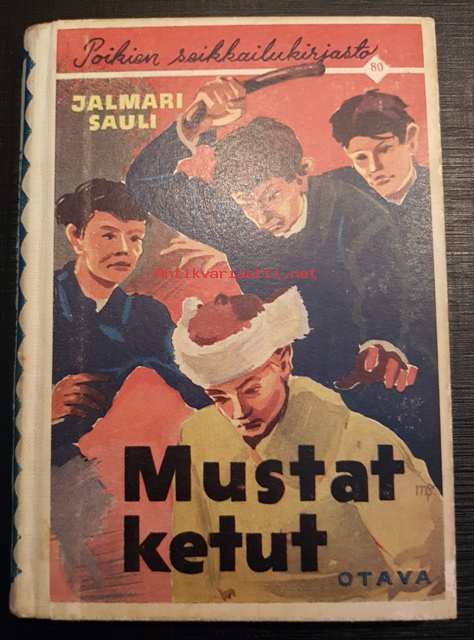 Poikien seikkailukirjasto
80
JALMARI
SAULI
Antikvariaatti.net
Mustat
ketut
OTAVA